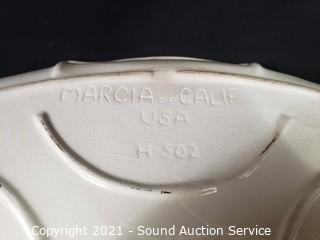 MARCIA OF CALIF
USA
H-502
Copyright 2021 - Sound Auction Service